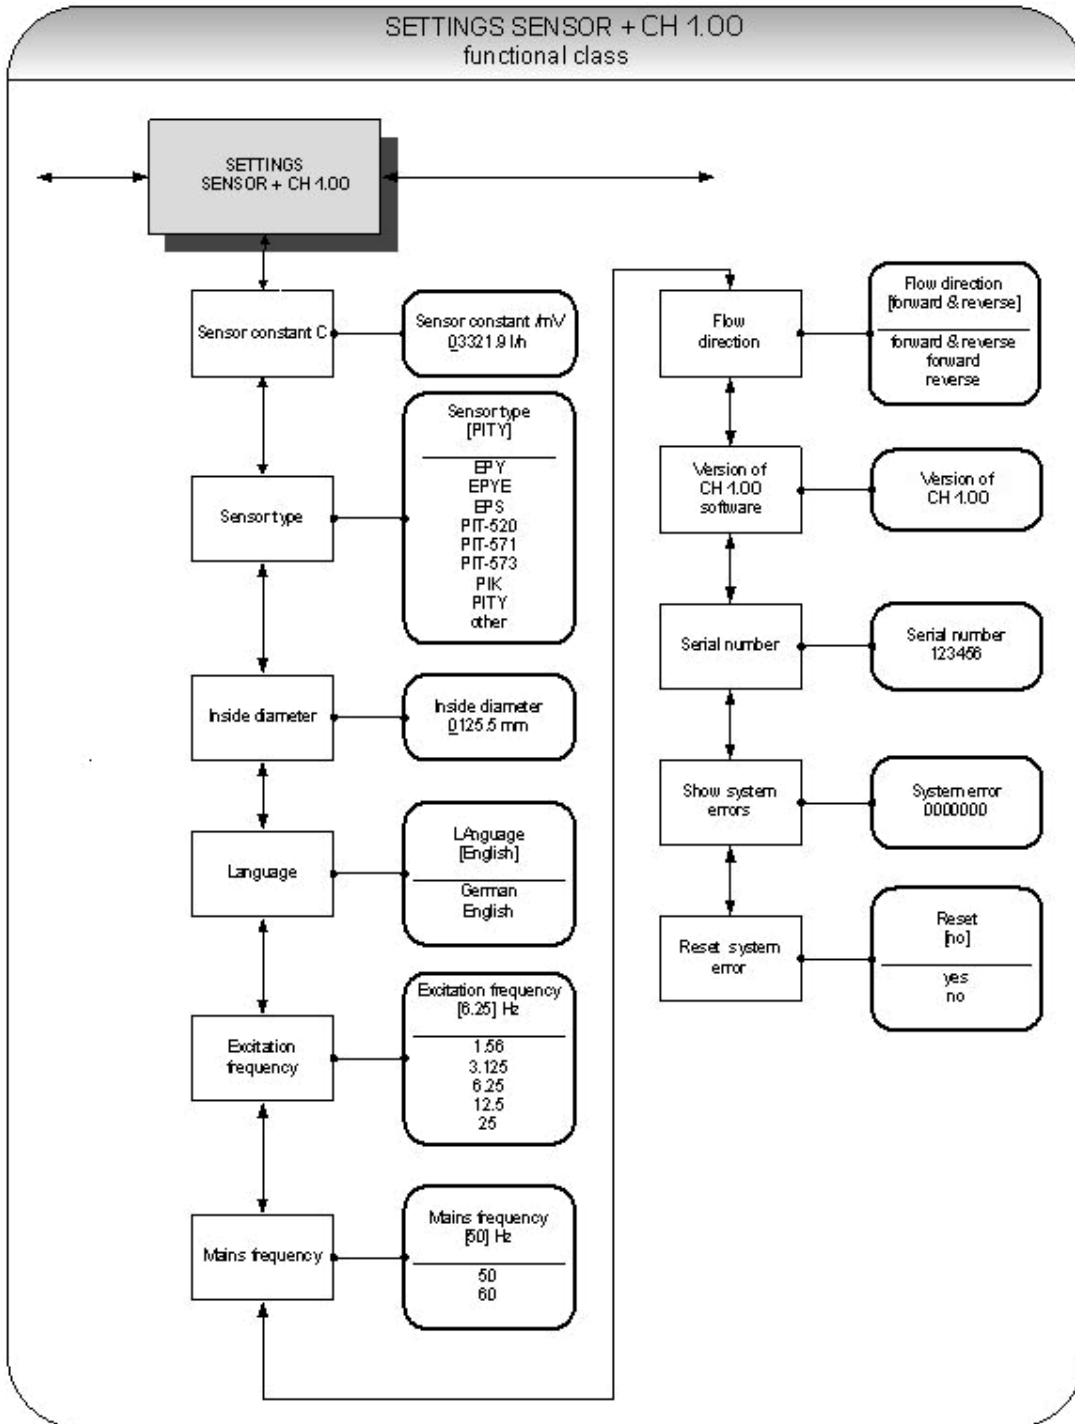 SETTINGS SENSOR + CH 1.00
functional class
SETTINGS
SENSOR + CH 1.00
Sensor constant C
Sensor constant /mV
03321.9 l/h
Sensor type
Sensor type
[PITY]
EPY
EPYE
EPS
PIT-520
PIT-571
PIT-573
PIK
PITY
other
Inside diameter
Inside diameter
0125.5 mm
Language
LAnguage
[English]
German
English
Excitation
frequency
Excitation frequency
[6.25] Hz
1.56
3.125
6.25
12.5
25
Mains frequency
Mains frequency
[50] Hz
50
60
Flow
direction
Flow direction
[forward & reverse]
forward & reverse
forward
reverse
Version of
CH 1.00
software
Version of
CH 1.00
Serial number
Serial number
123456
Show system
errors
System error
0000000
Reset system
error
Reset
[no]
yes
no